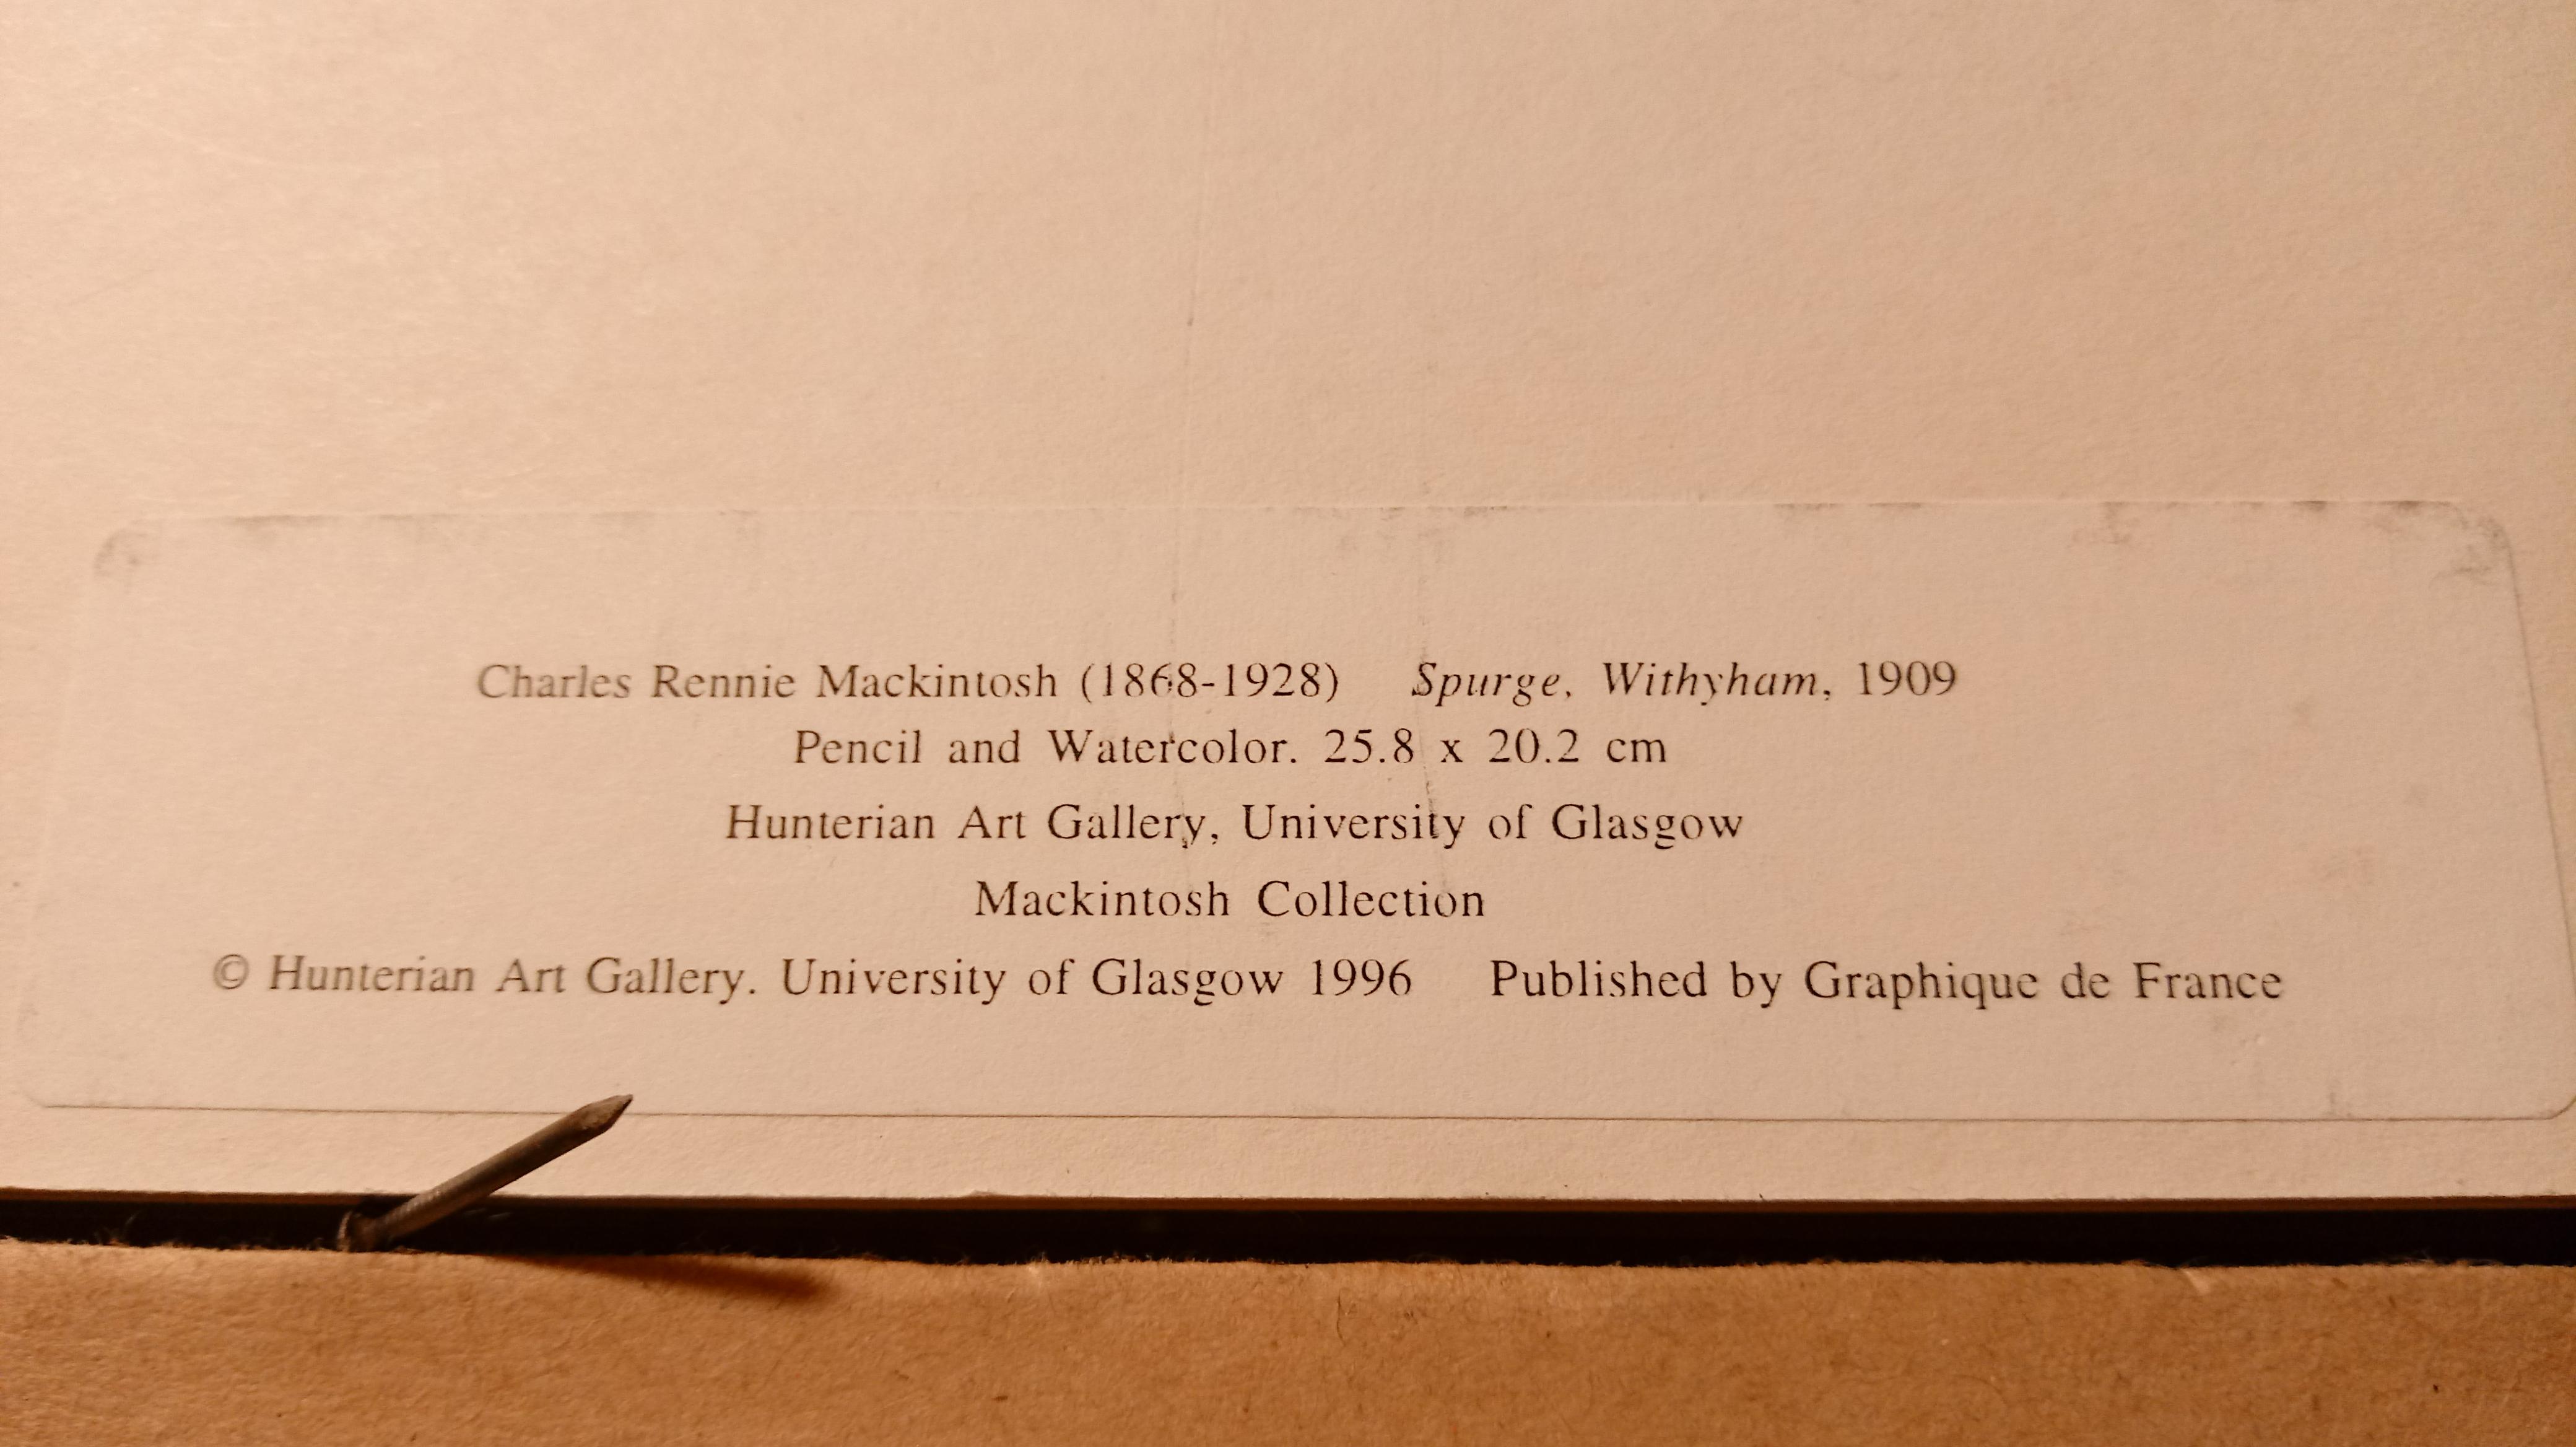 Charles Rennie Mackintosh (1868-1928) Spurge, Withyham, 1909
Pencil and Watercolor. 25.8 x 20.2 cm
Hunterian Art Gallery, University of Glasgow
Mackintosh Collection
© Hunterian Art Gallery. University of Glasgow 1996 Published by Graphique de France